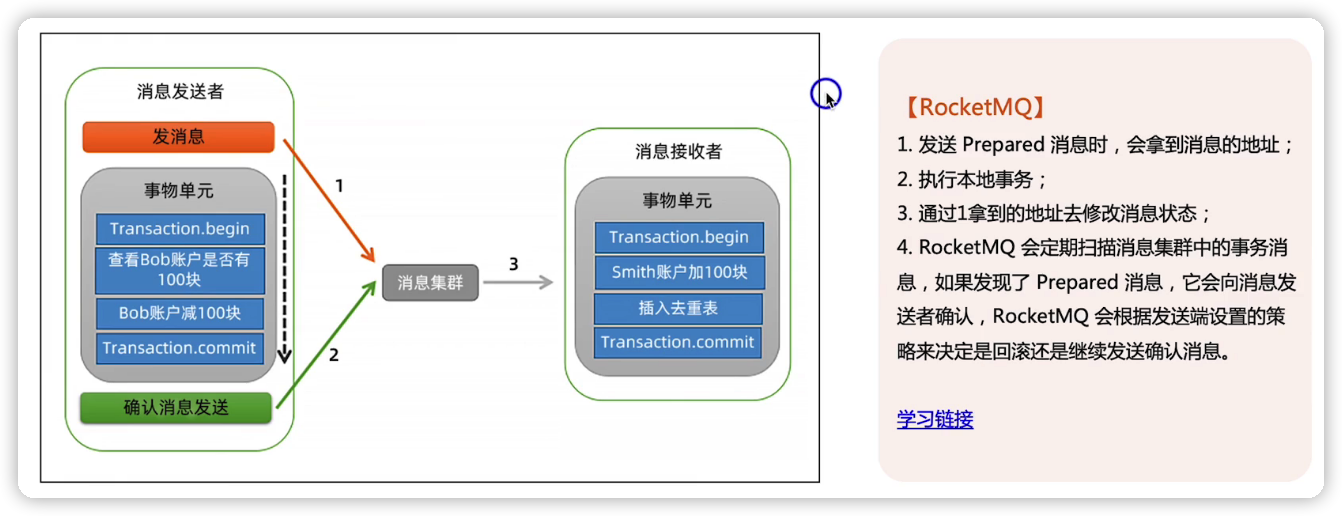 消息发送者
发消息
事物单元
Transaction.begin
查看Bob账户是否有
100块
Bob账户减100块
Transaction.commit
确认消息发送
1
2
消息集群
3
消息接收者
事物单元
Transaction.begin
Smith账户加100块
插入去重表
Transaction.commit
【RocketMQ】
1. 发送 Prepared 消息时，会拿到消息的地址；
2. 执行本地事务；
3. 通过1拿到的地址去修改消息状态；
4. RocketMQ 会定期扫描消息集群中的事务消
息，如果发现了 Prepared 消息，它会向消息发
送者确认，RocketMQ 会根据发送端设置的策
略来决定是回滚还是继续发送确认消息。
学习链接